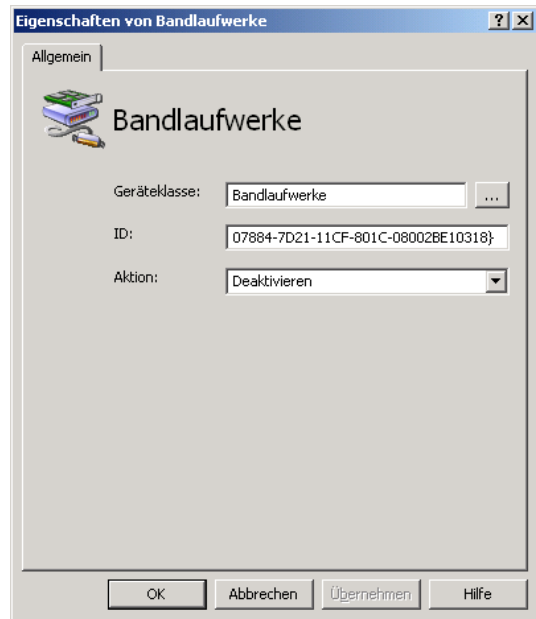 Eigenschaften von Bandlaufwerke
Allgemein
Bandlaufwerke
Geräteklasse: Bandlaufwerke ...
ID: 07884-7D21-11CF-801C-08002BE10318}
Aktion: Deaktivieren
OK Abbrechen Übernehmen Hilfe